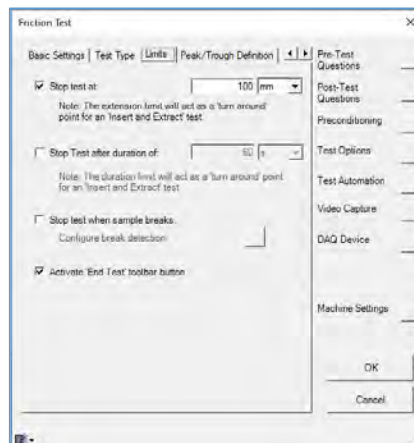 Friction Test
Basic Settings
Test Type
Limits
Peak/Trough Definition
Stop test at:
100
mm
Note: The extension limit will act as a 'turn around'
point for an 'Insert and Extract' test
Stop Test after duration of:
60
s
Note: The duration limit will act as a 'turn around' point
for an 'Insert and Extract' test
Stop test when sample breaks.
Configure break detection:
Activate 'End Test' toolbar button
Pre-Test
Questions
Post-Test
Questions
Preconditioning
Test Options
Test Automation
Video Capture
DAQ Device
Machine Settings
OK
Cancel